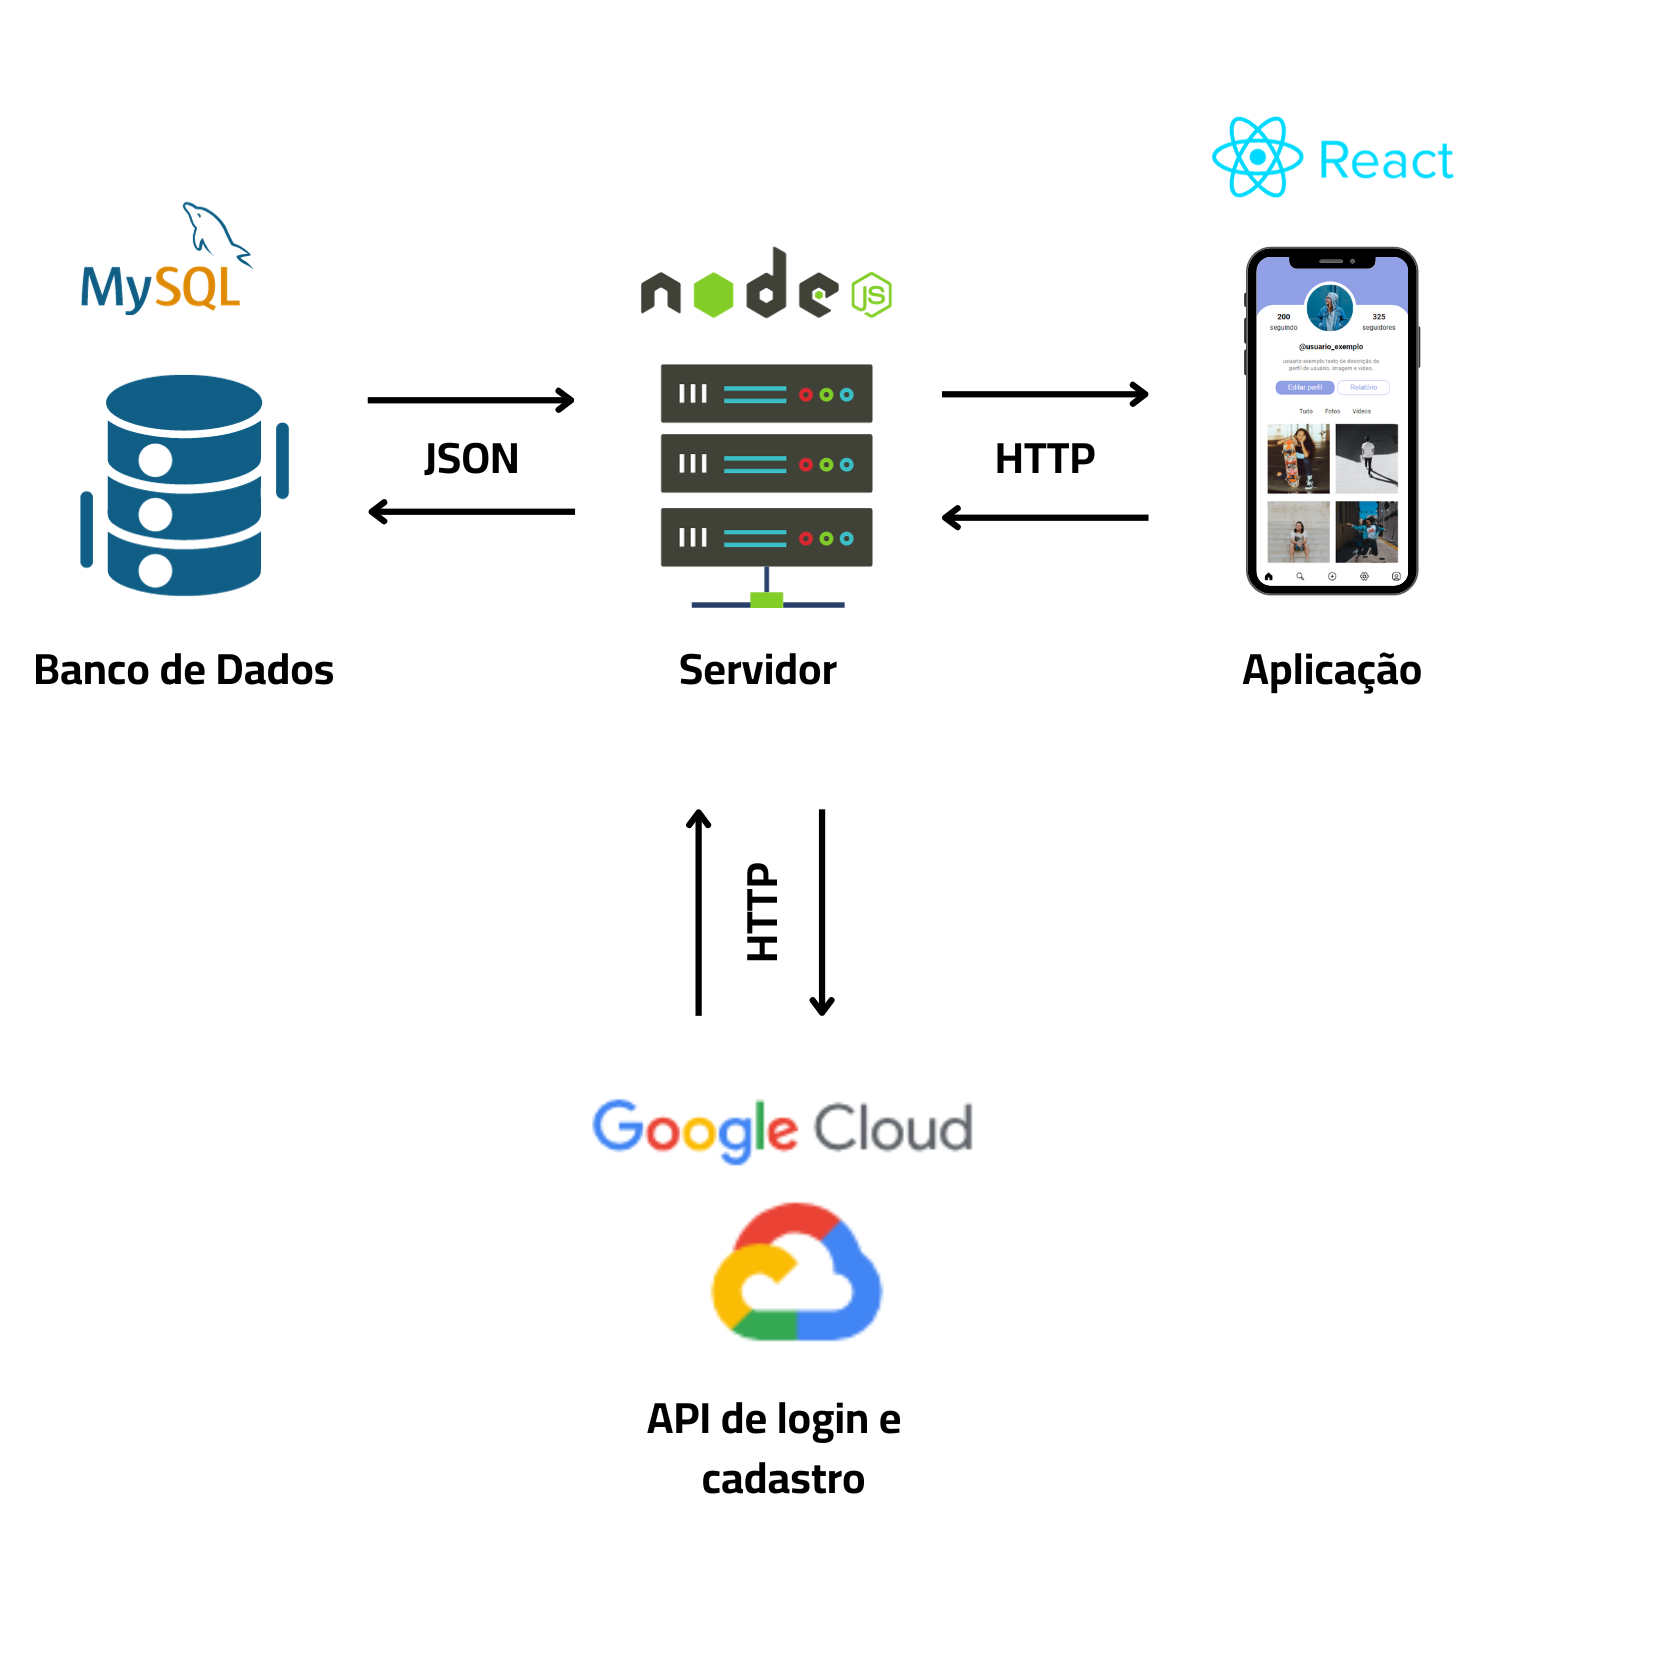 React
MySQL
node
JS
200
seguindo
325
seguidores
@usuario_exemplo
usuario exemplo texto de descrição de
perfil de usuário. Imagem e vídeo.
Editar perfil
Relatório
Tudo
Fotos
Vídeos
JSON
HTTP
Banco de Dados
Servidor
Aplicação
HTTP
Google Cloud
API de login e
cadastro